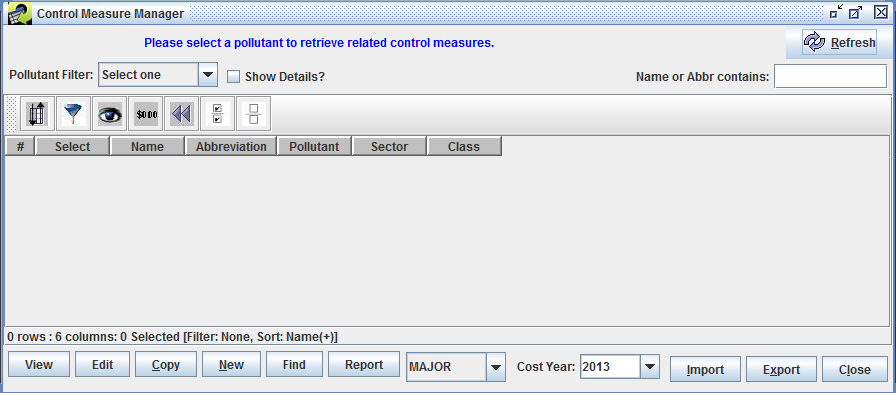 Control Measure Manager
Please select a pollutant to retrieve related control measures.
Refresh
Pollutant Filter: Select one Show Details? Name or Abbr contains:
$0.00
# Select Name Abbreviation Pollutant Sector Class
0 rows : 6 columns: 0 Selected [Filter: None, Sort: Name(+)]
View Edit Copy New Find Report MAJOR Cost Year: 2013 Import Export Close